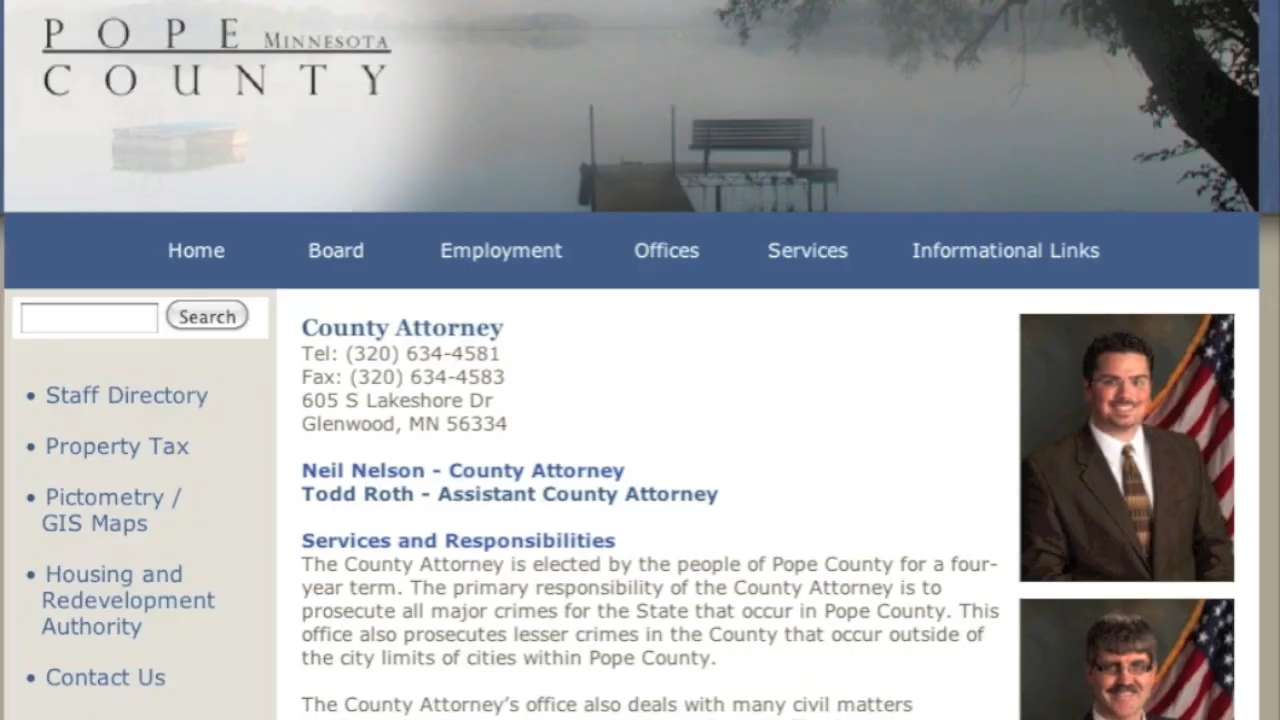 POPE MINNESOTA
COUNTY
Home Board Employment Offices Services Informational Links
Search
• Staff Directory
• Property Tax
• Pictometry /
GIS Maps
• Housing and
Redevelopment
Authority
• Contact Us
County Attorney
Tel: (320) 634-4581
Fax: (320) 634-4583
605 S Lakeshore Dr
Glenwood, MN 56334
Neil Nelson - County Attorney
Todd Roth - Assistant County Attorney
Services and Responsibilities
The County Attorney is elected by the people of Pope County for a four-
year term. The primary responsibility of the County Attorney is to
prosecute all major crimes for the State that occur in Pope County. This
office also prosecutes lesser crimes in the County that occur outside of
the city limits of cities within Pope County.
The County Attorney’s office also deals with many civil matters